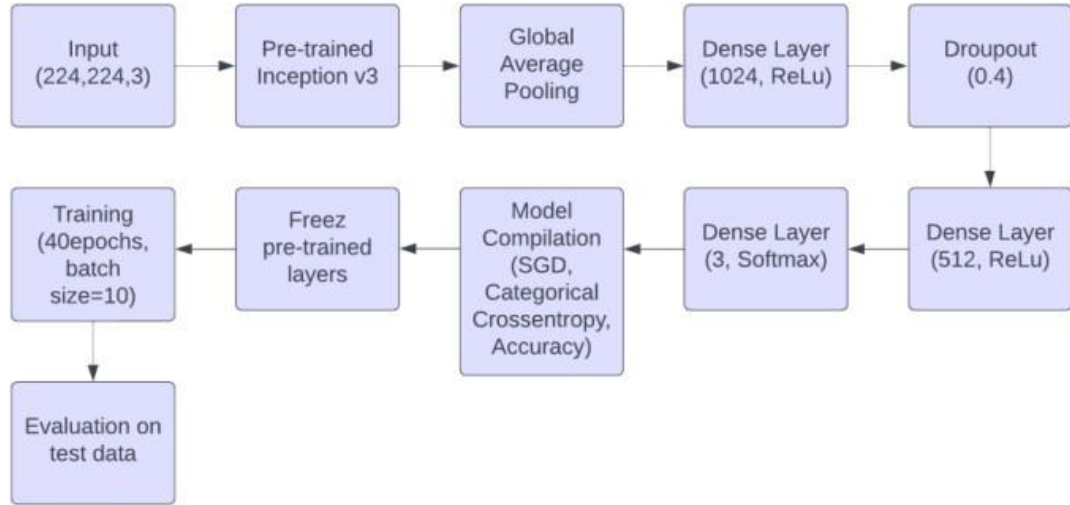 Input
(224,224,3)
Pre-trained
Inception v3
Global
Average
Pooling
Dense Layer
(1024, ReLu)
Droupout
(0.4)
Dense Layer
(512, ReLu)
Dense Layer
(3, Softmax)
Model
Compilation
(SGD,
Categorical
Crossentropy,
Accuracy)
Freez
pre-trained
layers
Training
(40epochs,
batch
size=10)
Evaluation on
test data